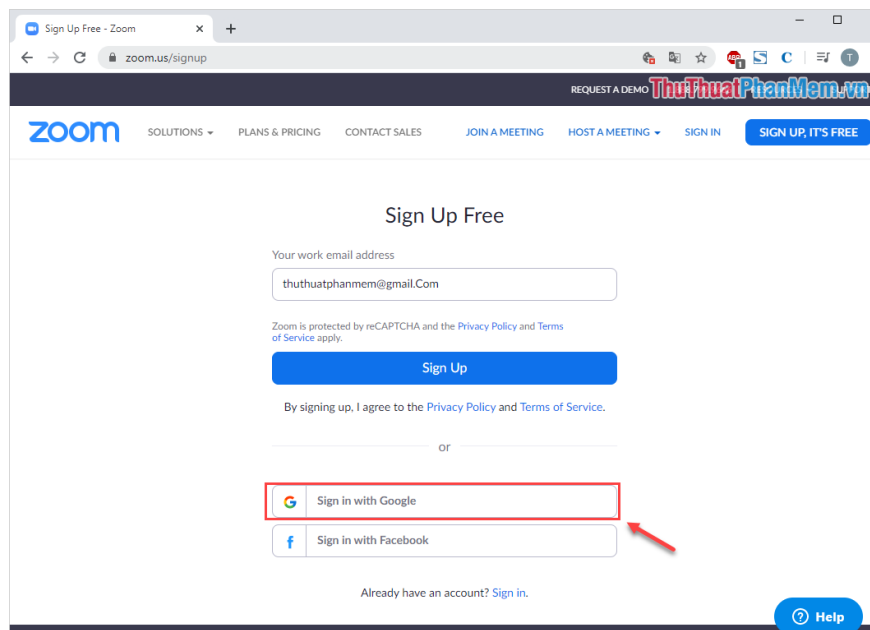 Sign Up Free - Zoom
zoom.us/signup
ABP
1
S
C
T
REQUEST A DEMO
ThuThuatPhanMem.vn
zoom
SOLUTIONS
PLANS & PRICING
CONTACT SALES
JOIN A MEETING
HOST A MEETING
SIGN IN
SIGN UP, IT'S FREE
Sign Up Free
Your work email address
thuthuatphanmem@gmail.Com
Zoom is protected by reCAPTCHA and the Privacy Policy and Terms
of Service apply.
Sign Up
By signing up, I agree to the Privacy Policy and Terms of Service.
or
G
Sign in with Google
f
Sign in with Facebook
Already have an account? Sign in.
? Help